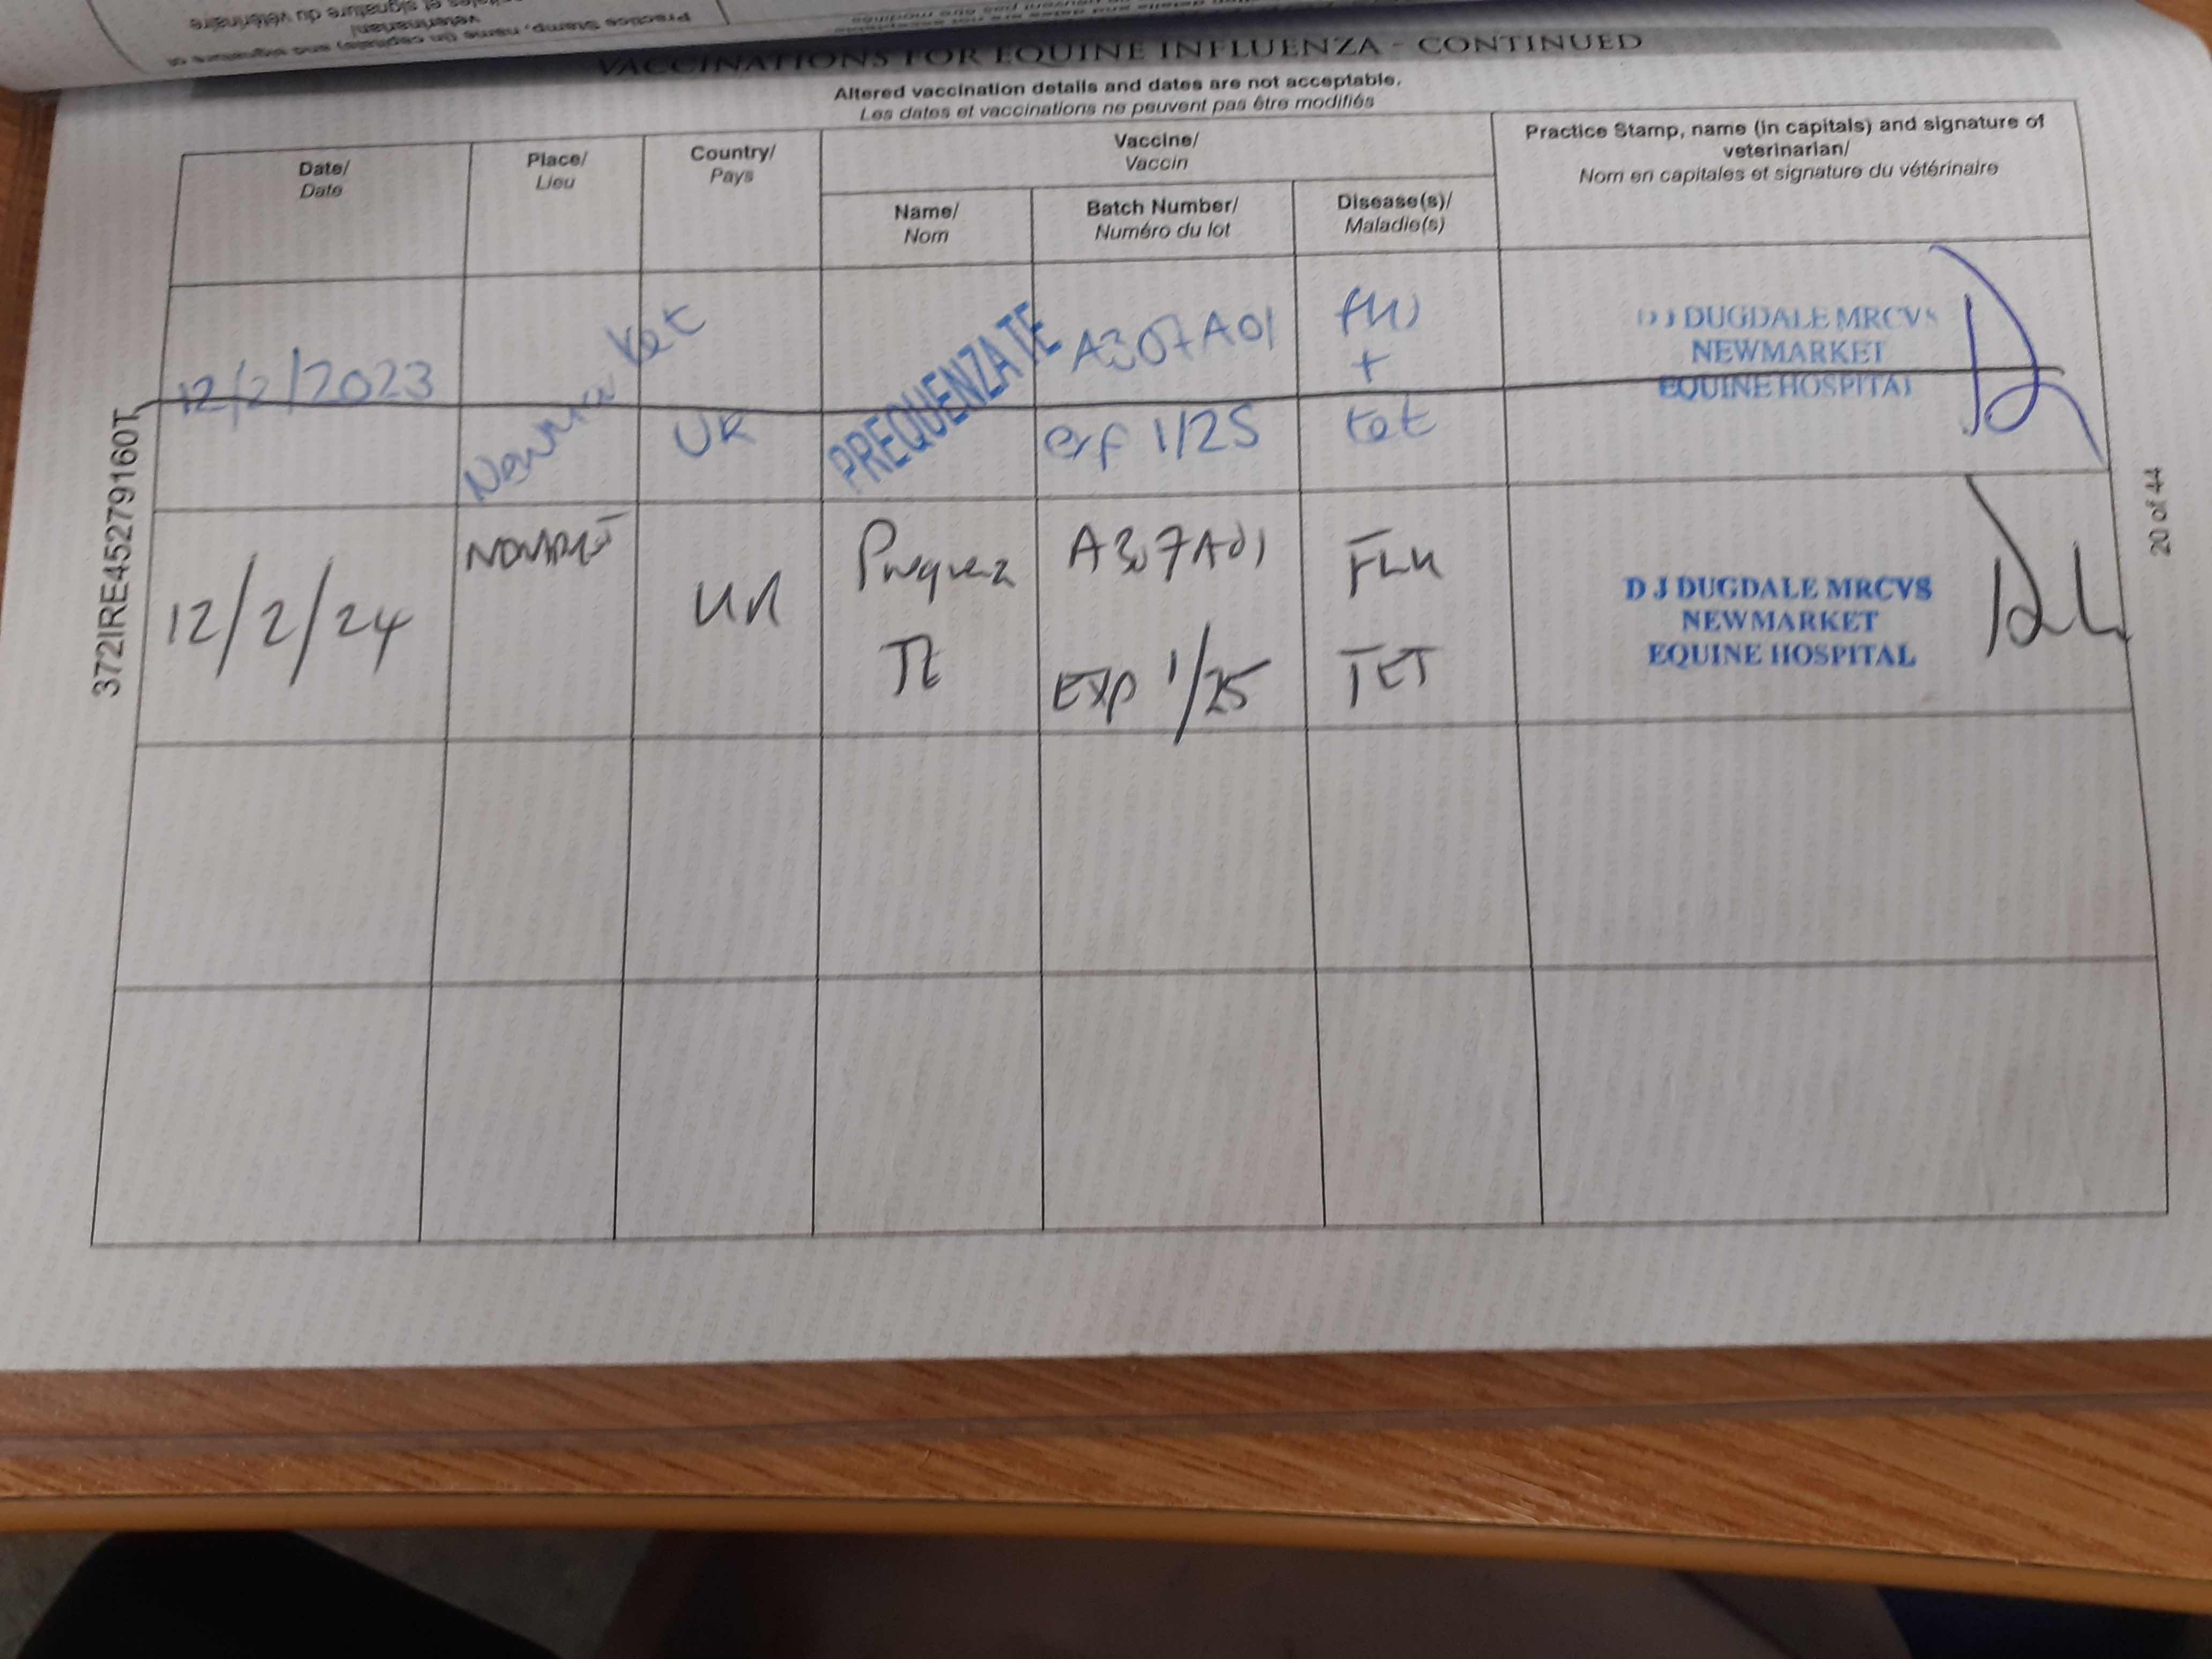 VACCINATIONS FOR EQUINE INFLUENZA - CONTINUED
Altered vaccination details and dates are not acceptable.
Les dates et vaccinations ne peuvent pas être modifiés
Date/
Date
Place/
Lieu
Country/
Pays
Vaccine/
Vaccin
Name/
Nom
Batch Number/
Numéro du lot
Disease(s)/
Maladie(s)
Practice Stamp, name (in capitals) and signature of
veterinarian/
Nom en capitales et signature du vétérinaire
12/2/2023
Newmarket
UK
PREQUENZA TE
A307A01
exp 1/25
flu
+
tet
D J DUGDALE MRCVS
NEWMARKET
EQUINE HOSPITAL
12/2/24
UK
TE
A307A01
EXP 1/25
FLU
TET
D J DUGDALE MRCVS
NEWMARKET
EQUINE HOSPITAL
372IRE45279160T
20 of 44